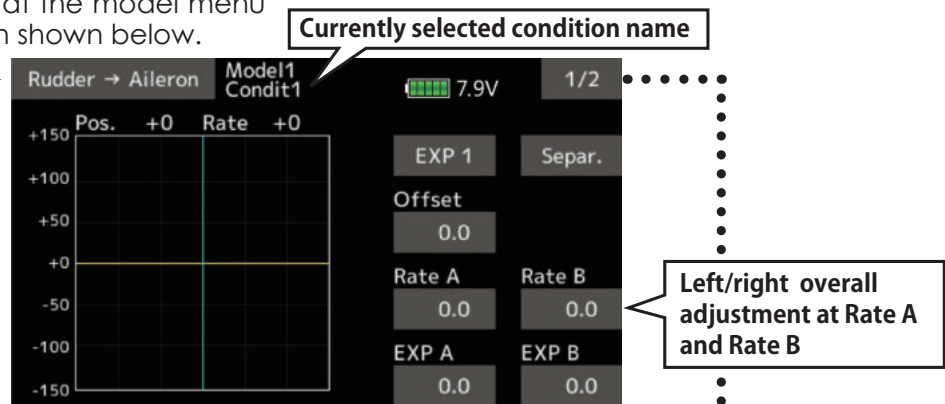 at the model menu
n shown below.
Currently selected condition name
Rudder → Aileron
Model1
Condit1
7.9V
1/2
Pos. +0 Rate +0
+150
+100
+50
+0
-50
-100
-150
EXP 1
Separ.
Offset
0.0
Rate A
Rate B
0.0
0.0
EXP A
EXP B
0.0
0.0
Left/right overall
adjustment at Rate A
and Rate B